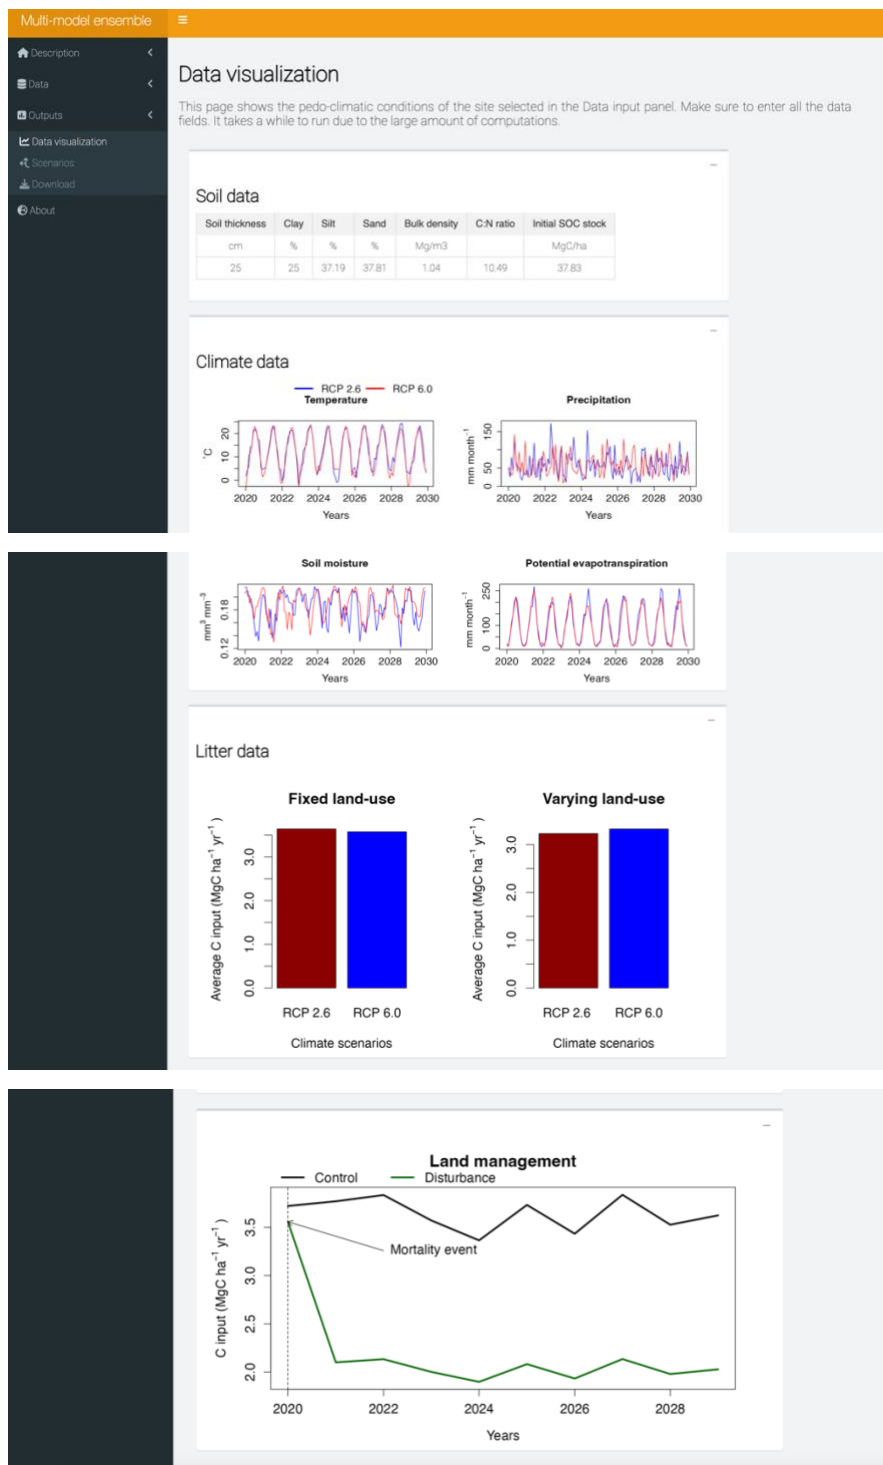 Multi-model ensemble
Description
Data
Outputs
Data visualization
Scenarios
Download
About
Data visualization
This page shows the pedo-climatic conditions of the site selected in the Data input panel. Make sure to enter all the data
fields. It takes a while to run due to the large amount of computations.
Soil data
Soil thickness Clay Silt Sand Bulk density C:N ratio Initial SOC stock
cm % % % Mg/m3 MgC/ha
25 25 37.19 37.81 1.04 10.49 37.83
Climate data
RCP 2.6 RCP 6.0
Temperature
°C
0 10 20
2020 2022 2024 2026 2028 2030
Years
Precipitation
mm month⁻¹
0 50 150
2020 2022 2024 2026 2028 2030
Years
Soil moisture
mm³ mm⁻³
0.12 0.18
2020 2022 2024 2026 2028 2030
Years
Potential evapotranspiration
mm month⁻¹
0 100 250
2020 2022 2024 2026 2028 2030
Years
Litter data
Fixed land-use
Average C input (MgC ha⁻¹ yr⁻¹)
0.0 1.0 2.0 3.0
RCP 2.6 RCP 6.0
Climate scenarios
Varying land-use
Average C input (MgC ha⁻¹ yr⁻¹)
0.0 1.0 2.0 3.0
RCP 2.6 RCP 6.0
Climate scenarios
Land management
Control Disturbance
C input (MgC ha⁻¹ yr⁻¹)
2.0 2.5 3.0 3.5
Mortality event
2020 2022 2024 2026 2028
Years